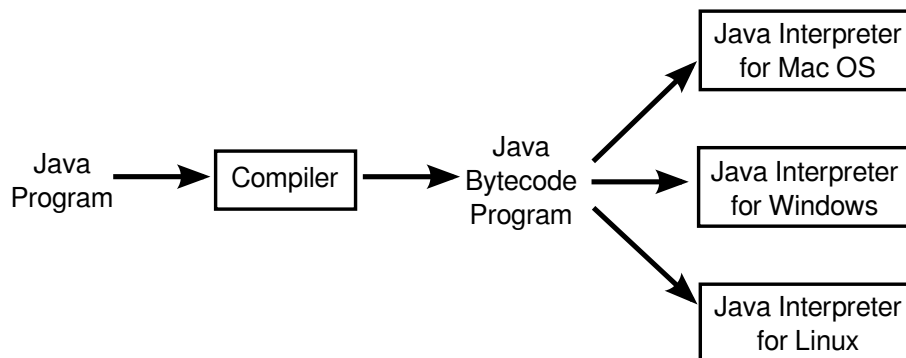 Java
Program
Compiler
Java
Bytecode
Program
Java Interpreter
for Mac OS
Java Interpreter
for Windows
Java Interpreter
for Linux